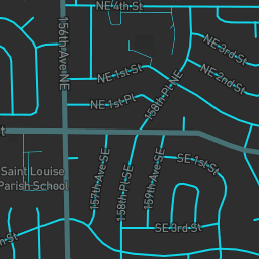 NE 4th St
156th Ave NE
NE 3rd St
NE 1st St
NE 2nd St
158th Pl NE
NE 1st Pl
t
SE 1st St
Saint Louise
Parish School
157th Ave SE
158th Pl SE
159th Ave SE
SE 3rd St
n St